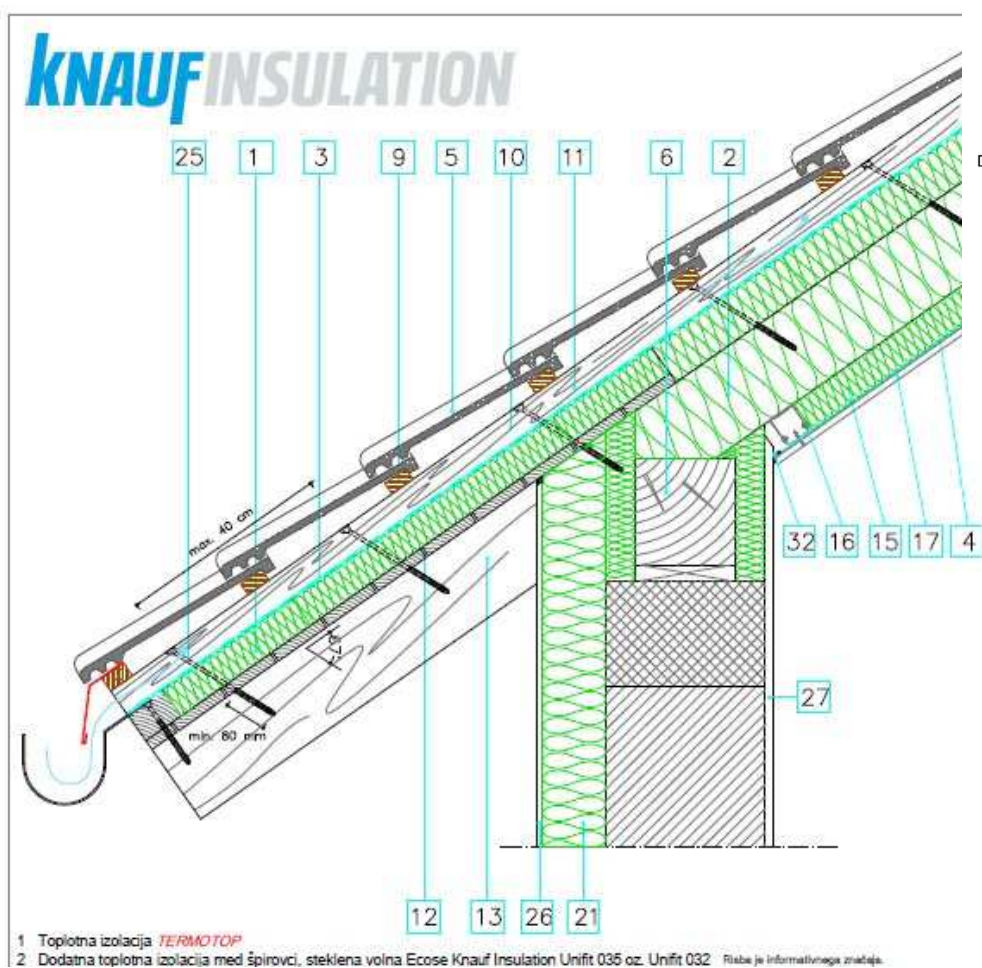 KNAUFINSULATION
25 1 3 9 5 10 11 6 2
max. 40 cm
32 16 15 17 4
min. 80 mm
27
12 13 26 21
1 Toplotna izolacija TERMOTOP
2 Dodatna toplotna izolacija med špirovci, steklena volna Ecose Knauf Insulation Unifit 035 oz. Unifit 032 Risba je informativnega značaja.